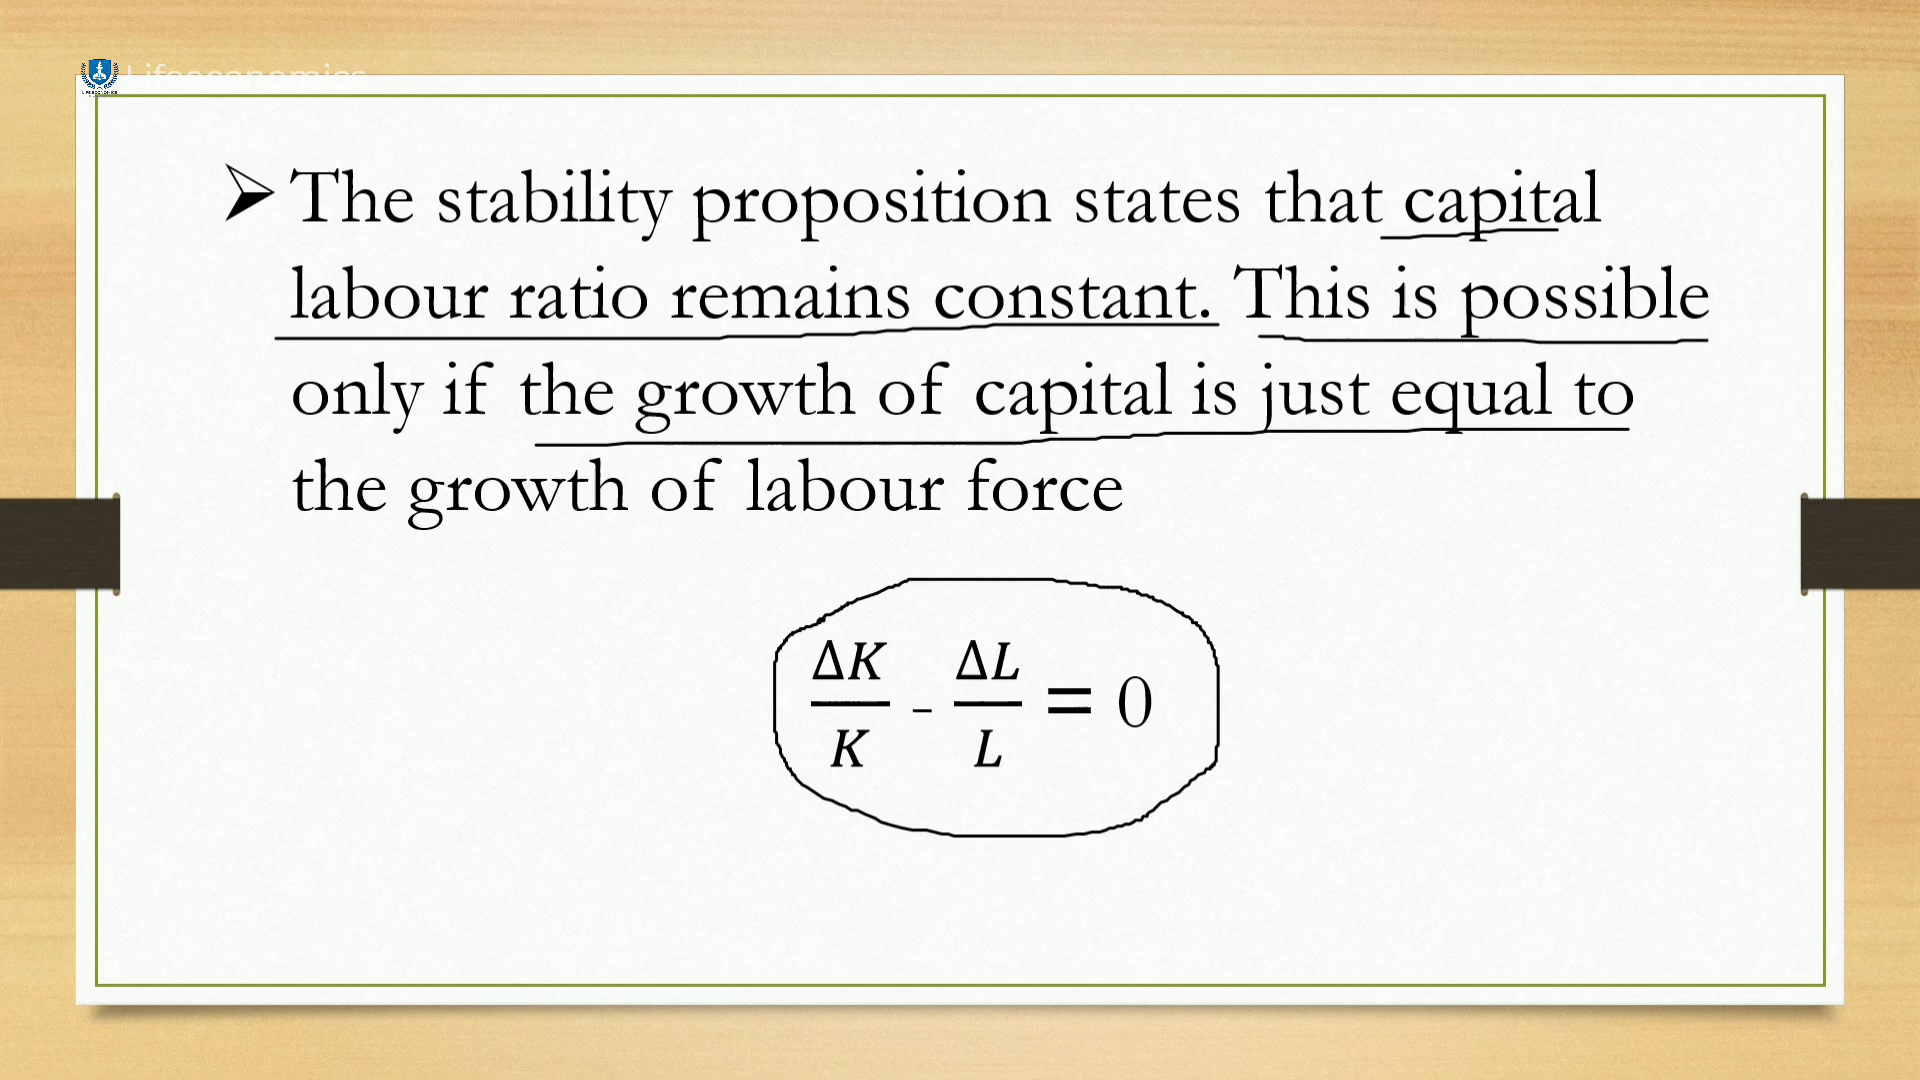 Lifeeconomics
➢ The stability proposition states that capital
labour ratio remains constant. This is possible
only if the growth of capital is just equal to
the growth of labour force
ΔK/K - ΔL/L = 0